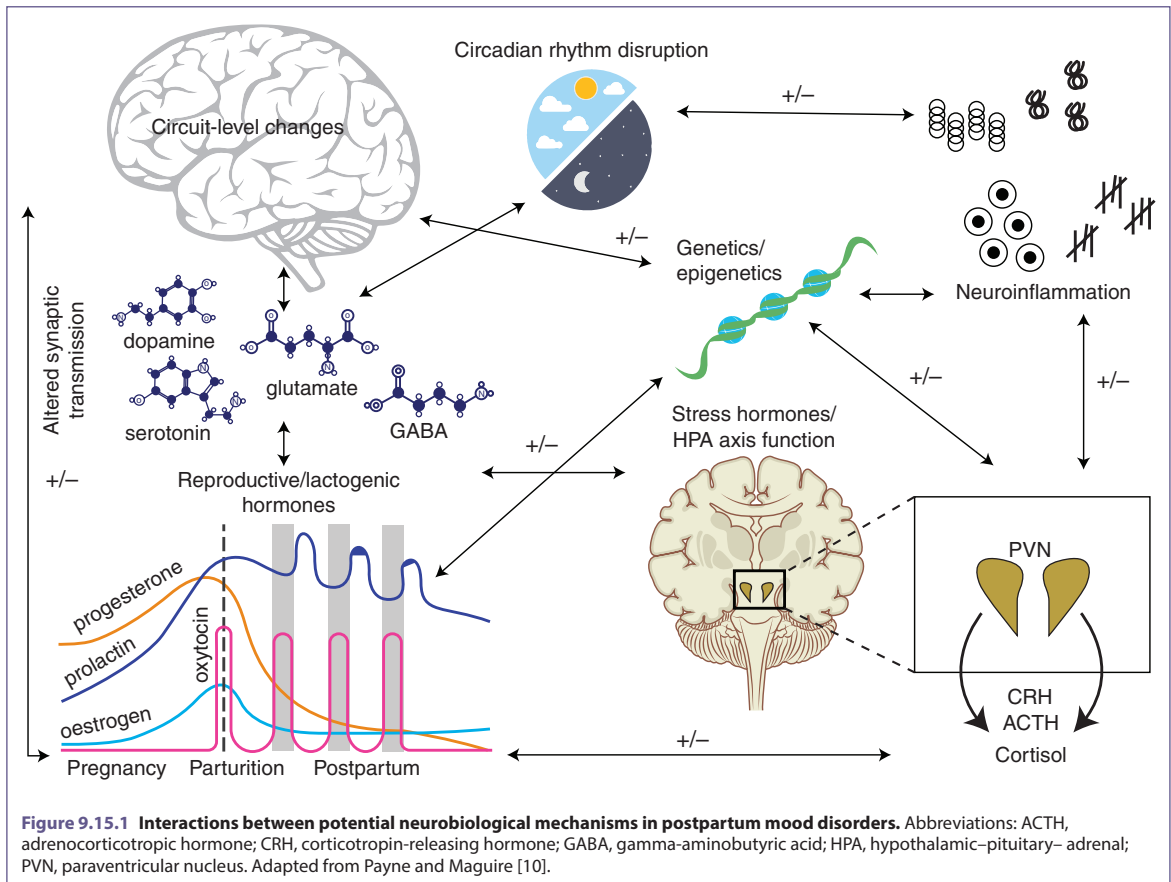 Circadian rhythm disruption
+/–
Circuit-level changes
+/–
Genetics/
epigenetics
Neuroinflammation
Altered synaptic
transmission
+/–
dopamine
glutamate
serotonin
GABA
+/–
+/–
Stress hormones/
HPA axis function
+/–
Reproductive/lactogenic
hormones
progesterone
prolactin
oestrogen
oxytocin
Pregnancy
Parturition
Postpartum
+/–
PVN
CRH
ACTH
Cortisol
Figure 9.15.1 Interactions between potential neurobiological mechanisms in postpartum mood disorders. Abbreviations: ACTH,
adrenocorticotropic hormone; CRH, corticotropin-releasing hormone; GABA, gamma-aminobutyric acid; HPA, hypothalamic–pituitary– adrenal;
PVN, paraventricular nucleus. Adapted from Payne and Maguire [10].